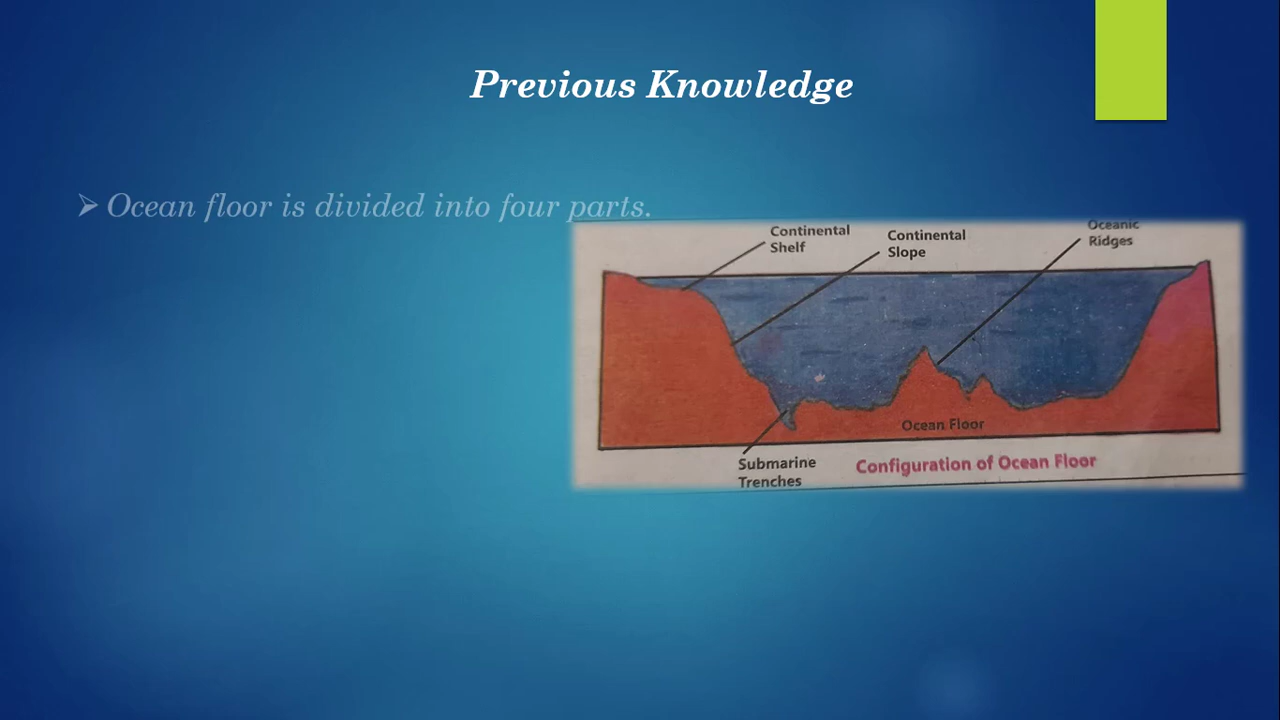 Previous Knowledge
Ocean floor is divided into four parts.
Continental
Shelf
Continental
Slope
Oceanic
Ridges
Ocean Floor
Submarine
Trenches
Configuration of Ocean Floor